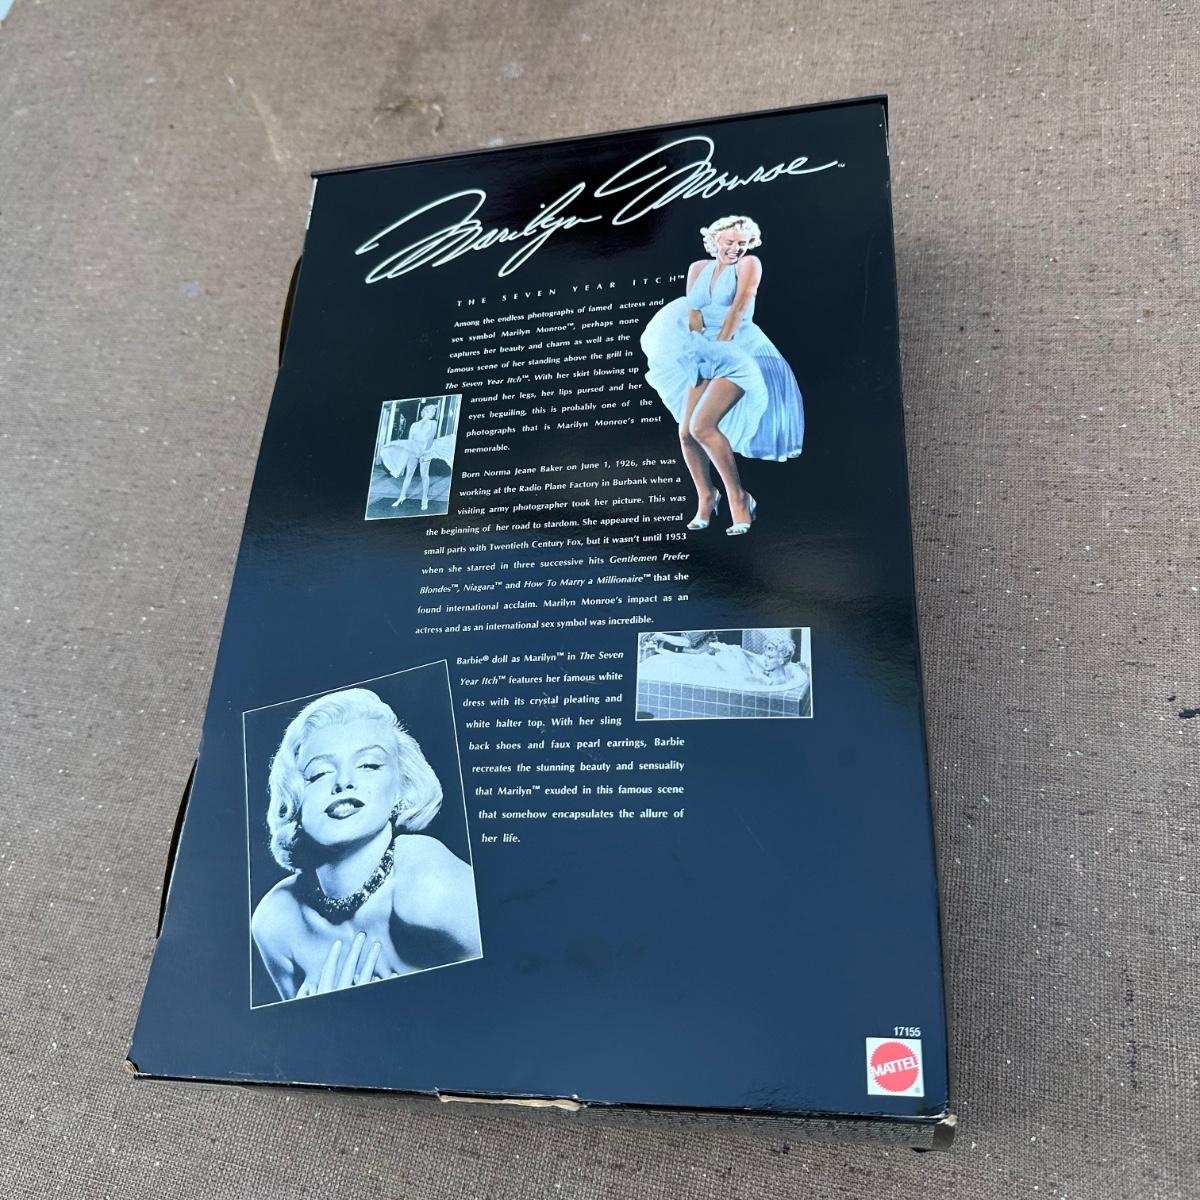 Marilyn Monroe™
THE SEVEN YEAR ITCH™
Among the endless photographs of famed actress and
sex symbol Marilyn Monroe™, perhaps none
captures her beauty and charm as well as the
famous scene of her standing above the grill in
The Seven Year Itch™. With her skirt blowing up
around her legs, her lips pursed and her
eyes beguiling, this is probably one of the
photographs that is Marilyn Monroe's most
memorable.
Born Norma Jeane Baker on June 1, 1926, she was
working at the Radio Plane Factory in Burbank when a
visiting army photographer took her picture. This was
the beginning of her road to stardom. She appeared in several
small parts with Twentieth Century Fox, but it wasn't until 1953
when she starred in three successive hits Gentlemen Prefer
Blondes™, Niagara™ and How To Marry a Millionaire™ that she
found international acclaim. Marilyn Monroe's impact as an
actress and as an international sex symbol was incredible.
Barbie® doll as Marilyn™ in The Seven
Year Itch™ features her famous white
dress with its crystal pleating and
white halter top. With her sling
back shoes and faux pearl earrings, Barbie
recreates the stunning beauty and sensuality
that Marilyn™ exuded in this famous scene
that somehow encapsulates the allure of
her life.
17155
MATTEL®